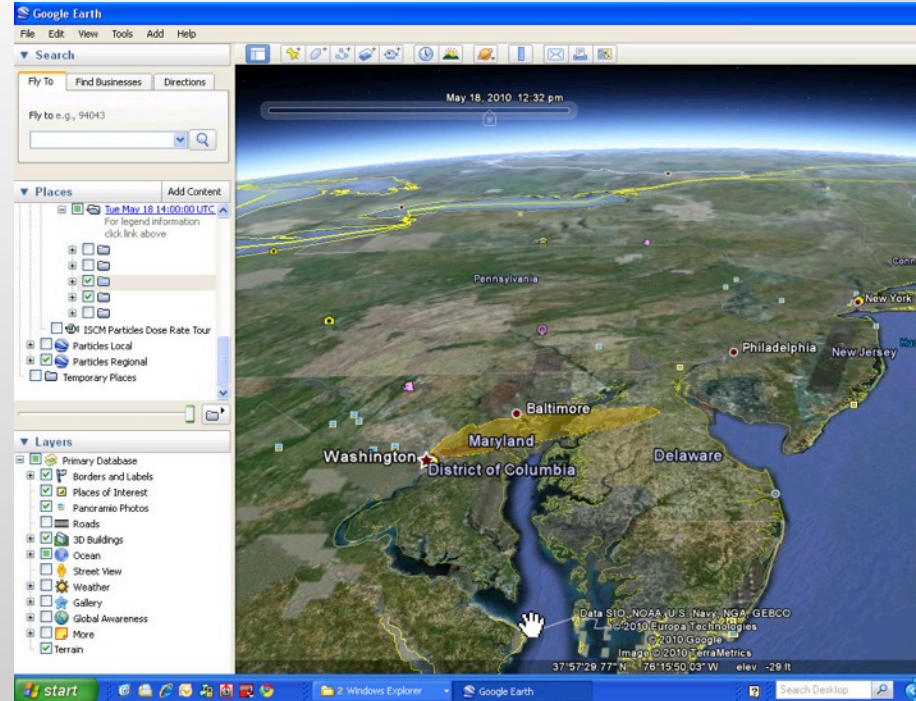 Google Earth
File Edit View Tools Add Help
Search
Fly To Find Businesses Directions
Fly to e.g., 94043
Places Add Content
Tue May 18 14:00:00 UTC
For legend information
click link above
ISCM Particles Dose Rate Tour
Particles Local
Particles Regional
Temporary Places
Layers
Primary Database
Borders and Labels
Places of Interest
Panoramio Photos
Roads
3D Buildings
Ocean
Street View
Weather
Gallery
Global Awareness
More
Terrain
May 18, 2010 12:32 pm
Pennsylvania
Conn
New York
Philadelphia
New Jersey
Baltimore
Maryland
Washington
District of Columbia
Delaware
Data SIO, NOAA, U.S. Navy, NGA, GEBCO
© 2010 Europa Technologies
© 2010 Google
Image © 2010 TerraMetrics
37°57'29.77" N 76°15'50.03" W elev -29 ft
start 2 Windows Explorer Google Earth Search Desktop